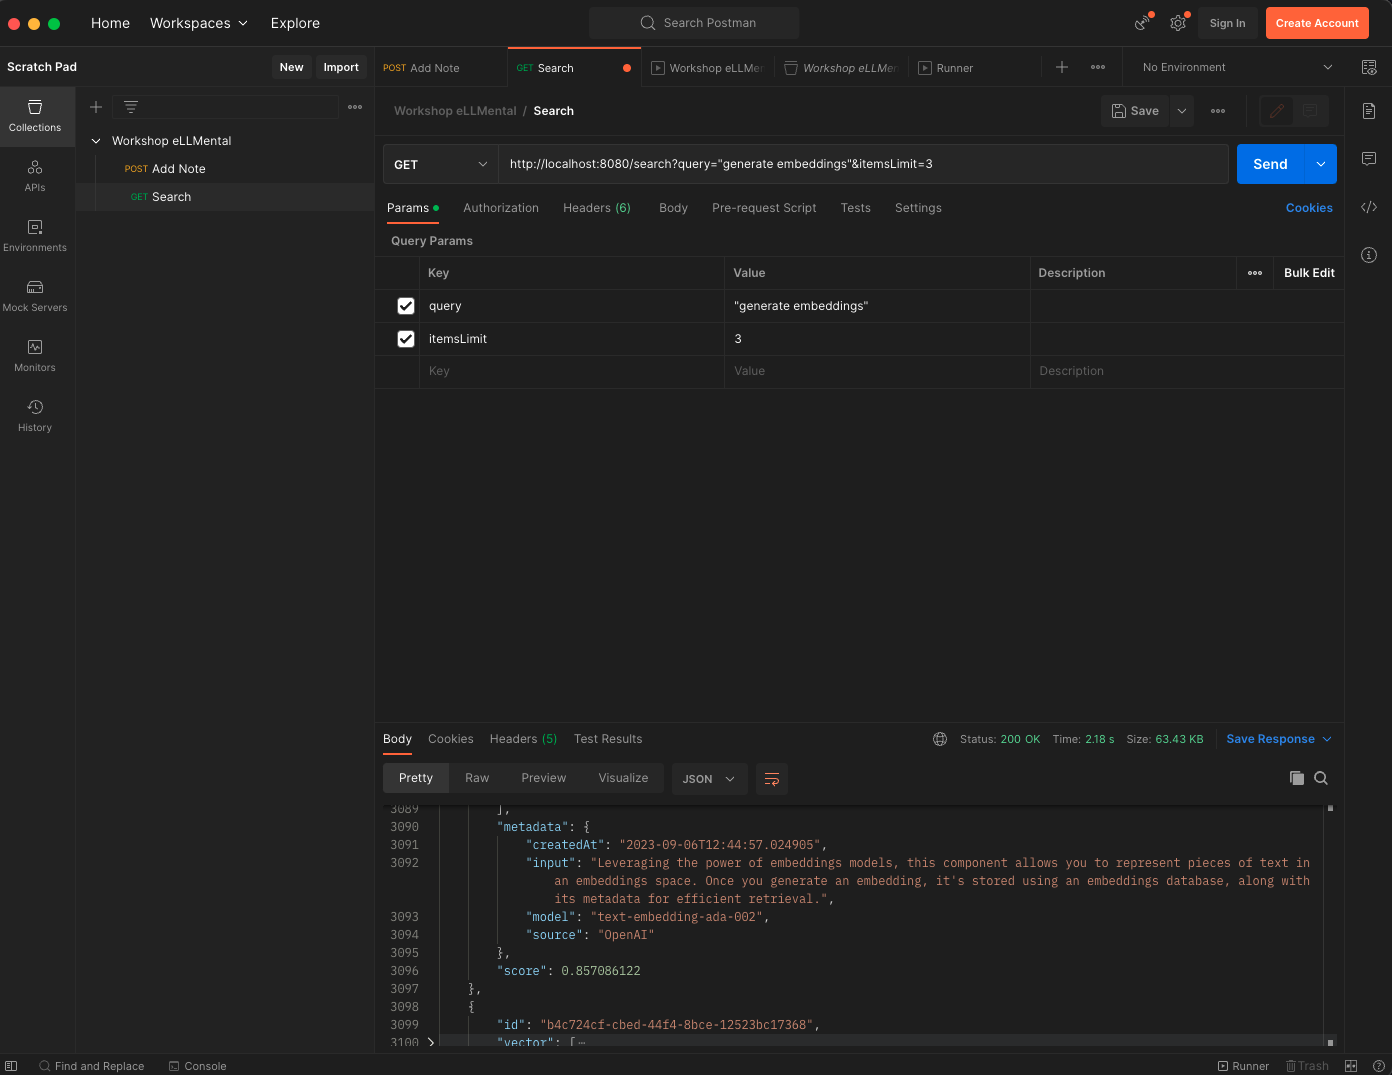 Home Workspaces Explore
Search Postman
Sign In Create Account
Scratch Pad New Import
POST Add Note
GET Search
Workshop eLLMe
Workshop eLLMe
Runner
No Environment
Collections
APIs
Environments
Mock Servers
Monitors
History
Workshop eLLMental
POST Add Note
GET Search
Workshop eLLMental / Search
Save
GET http://localhost:8080/search?query="generate embeddings"&itemsLimit=3
Send
Params Authorization Headers (6) Body Pre-request Script Tests Settings Cookies
Query Params
Key Value Description Bulk Edit
query "generate embeddings"
itemsLimit 3
Key Value Description
Body Cookies Headers (5) Test Results
Status: 200 OK Time: 2.18 s Size: 63.43 KB Save Response
Pretty Raw Preview Visualize JSON
3089 ],
3090 "metadata": {
3091 "createdAt": "2023-09-06T12:44:57.024905",
3092 "input": "Leveraging the power of embeddings models, this component allows you to represent pieces of text in
an embeddings space. Once you generate an embedding, it's stored using an embeddings database, along with
its metadata for efficient retrieval.",
3093 "model": "text-embedding-ada-002",
3094 "source": "OpenAI"
3095 },
3096 "score": 0.857086122
3097 },
3098 {
3099 "id": "b4c724cf-cbed-44f4-8bce-12523bc17368",
3100 "vector": [⋯
Find and Replace Console
Runner Trash